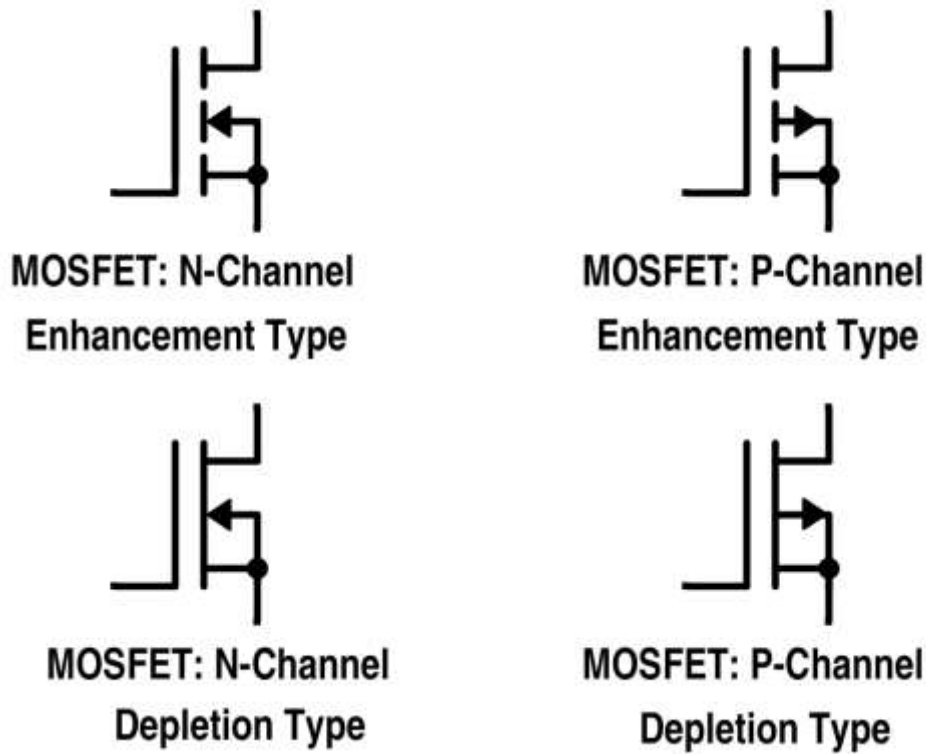 MOSFET: N-Channel
Enhancement Type
MOSFET: P-Channel
Enhancement Type
MOSFET: N-Channel
Depletion Type
MOSFET: P-Channel
Depletion Type